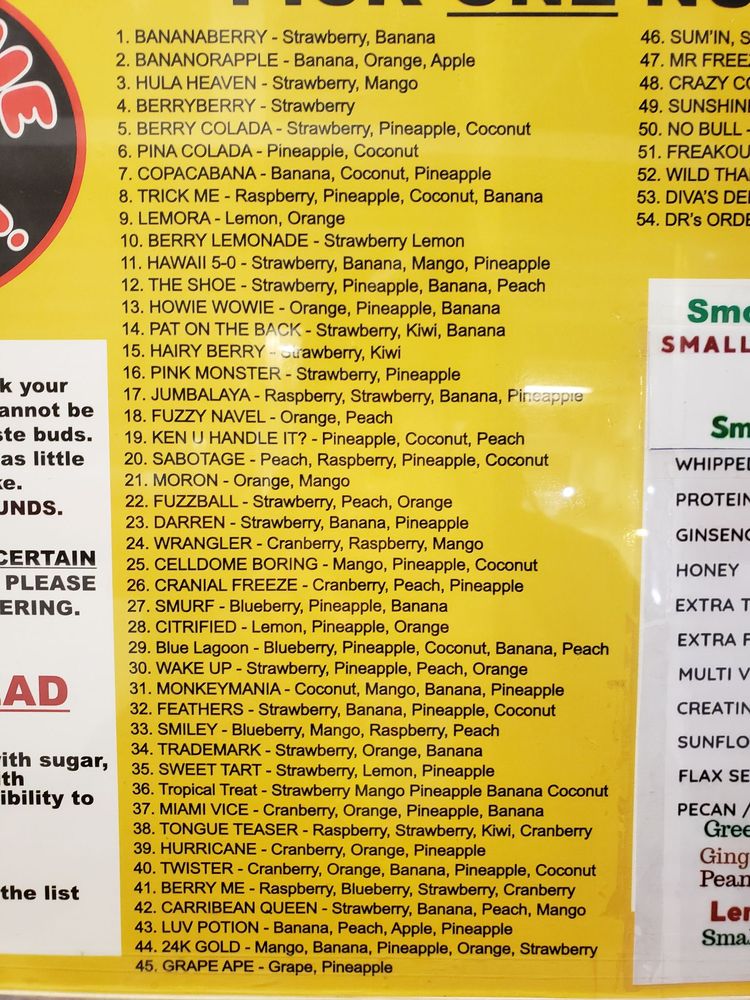 PICK ONE NU
1. BANANABERRY - Strawberry, Banana
2. BANANORAPPLE - Banana, Orange, Apple
3. HULA HEAVEN - Strawberry, Mango
4. BERRYBERRY - Strawberry
5. BERRY COLADA - Strawberry, Pineapple, Coconut
6. PINA COLADA - Pineapple, Coconut
7. COPACABANA - Banana, Coconut, Pineapple
8. TRICK ME - Raspberry, Pineapple, Coconut, Banana
9. LEMORA - Lemon, Orange
10. BERRY LEMONADE - Strawberry Lemon
11. HAWAII 5-0 - Strawberry, Banana, Mango, Pineapple
12. THE SHOE - Strawberry, Pineapple, Banana, Peach
13. HOWIE WOWIE - Orange, Pineapple, Banana
14. PAT ON THE BACK - Strawberry, Kiwi, Banana
15. HAIRY BERRY - Strawberry, Kiwi
16. PINK MONSTER - Strawberry, Pineapple
17. JUMBALAYA - Raspberry, Strawberry, Banana, Pineapple
18. FUZZY NAVEL - Orange, Peach
19. KEN U HANDLE IT? - Pineapple, Coconut, Peach
20. SABOTAGE - Peach, Raspberry, Pineapple, Coconut
21. MORON - Orange, Mango
22. FUZZBALL - Strawberry, Peach, Orange
23. DARREN - Strawberry, Banana, Pineapple
24. WRANGLER - Cranberry, Raspberry, Mango
25. CELLDOME BORING - Mango, Pineapple, Coconut
26. CRANIAL FREEZE - Cranberry, Peach, Pineapple
27. SMURF - Blueberry, Pineapple, Banana
28. CITRIFIED - Lemon, Pineapple, Orange
29. Blue Lagoon - Blueberry, Pineapple, Coconut, Banana, Peach
30. WAKE UP - Strawberry, Pineapple, Peach, Orange
31. MONKEYMANIA - Coconut, Mango, Banana, Pineapple
32. FEATHERS - Strawberry, Banana, Pineapple, Coconut
33. SMILEY - Blueberry, Mango, Raspberry, Peach
34. TRADEMARK - Strawberry, Orange, Banana
35. SWEET TART - Strawberry, Lemon, Pineapple
36. Tropical Treat - Strawberry Mango Pineapple Banana Coconut
37. MIAMI VICE - Cranberry, Orange, Pineapple, Banana
38. TONGUE TEASER - Raspberry, Strawberry, Kiwi, Cranberry
39. HURRICANE - Cranberry, Orange, Pineapple
40. TWISTER - Cranberry, Orange, Banana, Pineapple, Coconut
41. BERRY ME - Raspberry, Blueberry, Strawberry, Cranberry
42. CARRIBEAN QUEEN - Strawberry, Banana, Peach, Mango
43. LUV POTION - Banana, Peach, Apple, Pineapple
44. 24K GOLD - Mango, Banana, Pineapple, Orange, Strawberry
45. GRAPE APE - Grape, Pineapple
46. SUM'IN, S
47. MR FREEZ
48. CRAZY CO
49. SUNSHIN
50. NO BULL -
51. FREAKOU
52. WILD THA
53. DIVA'S DE
54. DR's ORDE
k your
annot be
ste buds.
as little
ke.
UNDS.
CERTAIN
PLEASE
ERING.
AD
with sugar,
ith
ibility to
the list
Smo
SMALL
Sm
WHIPPED
PROTEIN
GINSENG
HONEY
EXTRA T
EXTRA F
MULTI V
CREATIN
SUNFLO
FLAX SE
PECAN /
Gree
Ging
Pean
Le
Smal